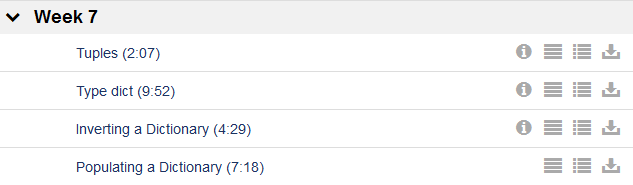 Week 7
Tuples (2:07)
Type dict (9:52)
Inverting a Dictionary (4:29)
Populating a Dictionary (7:18)